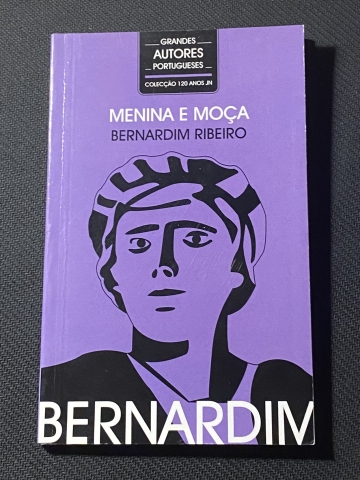 GRANDES
AUTORES
PORTUGUESES
COLECÇÃO 120 ANOS JN
MENINA E MOÇA
BERNARDIM RIBEIRO
BERNARDIM